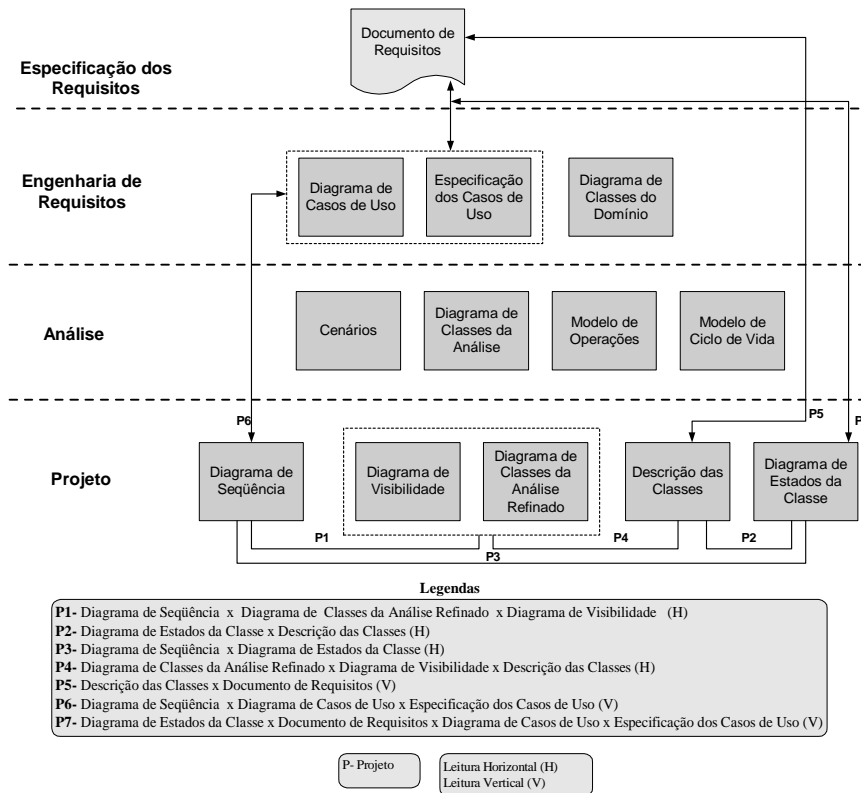 Documento de
Requisitos
Especificação dos
Requisitos
Engenharia de
Requisitos
Diagrama de
Casos de Uso
Especificação
dos Casos de
Uso
Diagrama de
Classes do
Domínio
Análise
Cenários
Diagrama de
Classes da
Análise
Modelo de
Operações
Modelo de
Ciclo de Vida
P6
P5
P
Projeto
Diagrama de
Seqüência
Diagrama de
Visibilidade
Diagrama de
Classes da
Análise
Refinado
Descrição das
Classes
Diagrama de
Estados da
Classe
P1
P4
P2
P3
Legendas
P1- Diagrama de Seqüência x Diagrama de Classes da Análise Refinado x Diagrama de Visibilidade (H)
P2- Diagrama de Estados da Classe x Descrição das Classes (H)
P3- Diagrama de Seqüência x Diagrama de Estados da Classe (H)
P4- Diagrama de Classes da Análise Refinado x Diagrama de Visibilidade x Descrição das Classes (H)
P5- Descrição das Classes x Documento de Requisitos (V)
P6- Diagrama de Seqüência x Diagrama de Casos de Uso x Especificação dos Casos de Uso (V)
P7- Diagrama de Estados da Classe x Documento de Requisitos x Diagrama de Casos de Uso x Especificação dos Casos de Uso (V)
P- Projeto
Leitura Horizontal (H)
Leitura Vertical (V)